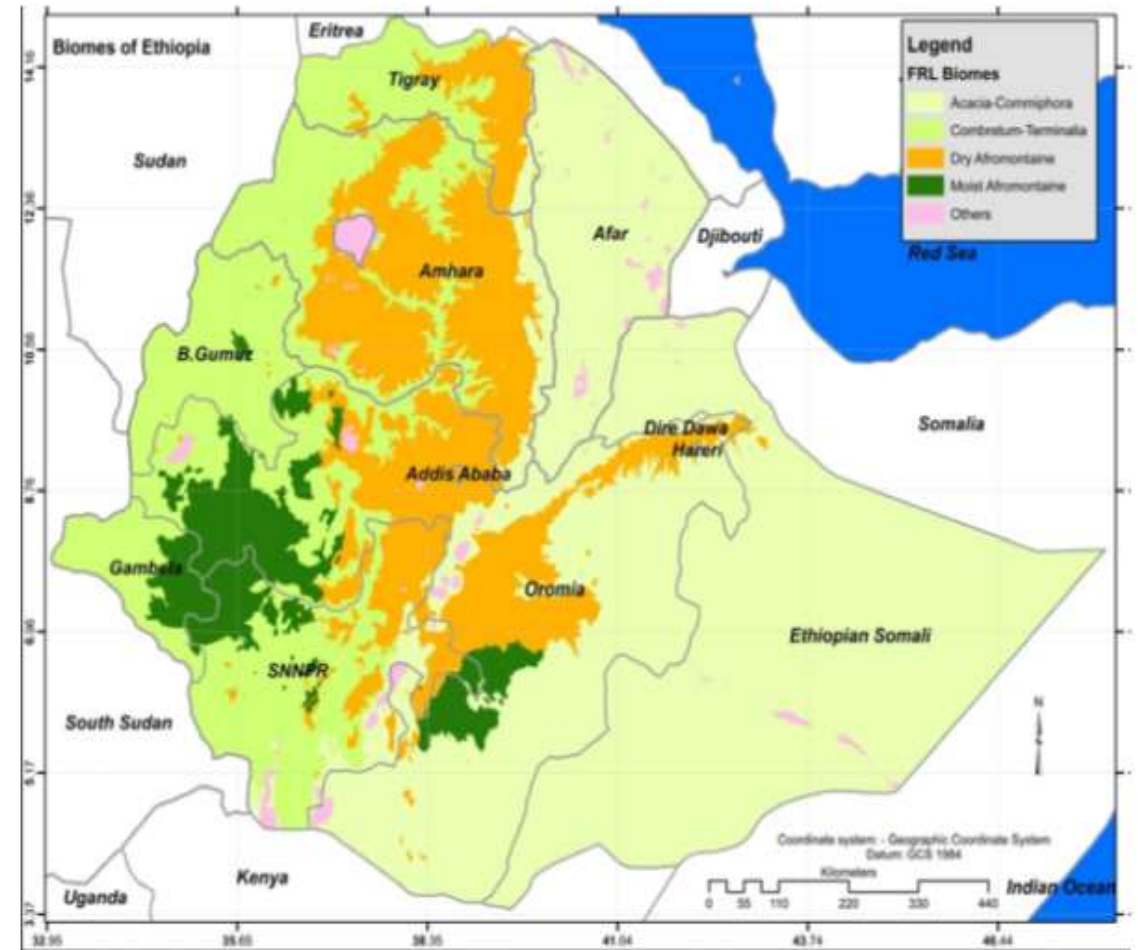 Biomes of Ethiopia
Eritrea
Legend
FRL Biomes
Acacia-Commiphora
Combretum-Terminalia
Dry Afromontaine
Moist Afromontaine
Others
Tigray
Sudan
Afar
Djibouti
Red Sea
Amhara
B.Gumuz
Somalia
Dire Dawa
Hareri
Addis Ababa
Gambela
Oromia
Ethiopian Somali
SNNPR
South Sudan
N
Coordinate system: - Geographic Coordinate System
Datum: GCS 1984
Kilometers
0 55 110 220 330 440
Kenya
Uganda
Indian Ocean
14.16
12.36
6.96
5.17
3.37
32.95 35.65 38.35 41.04 43.74 46.44